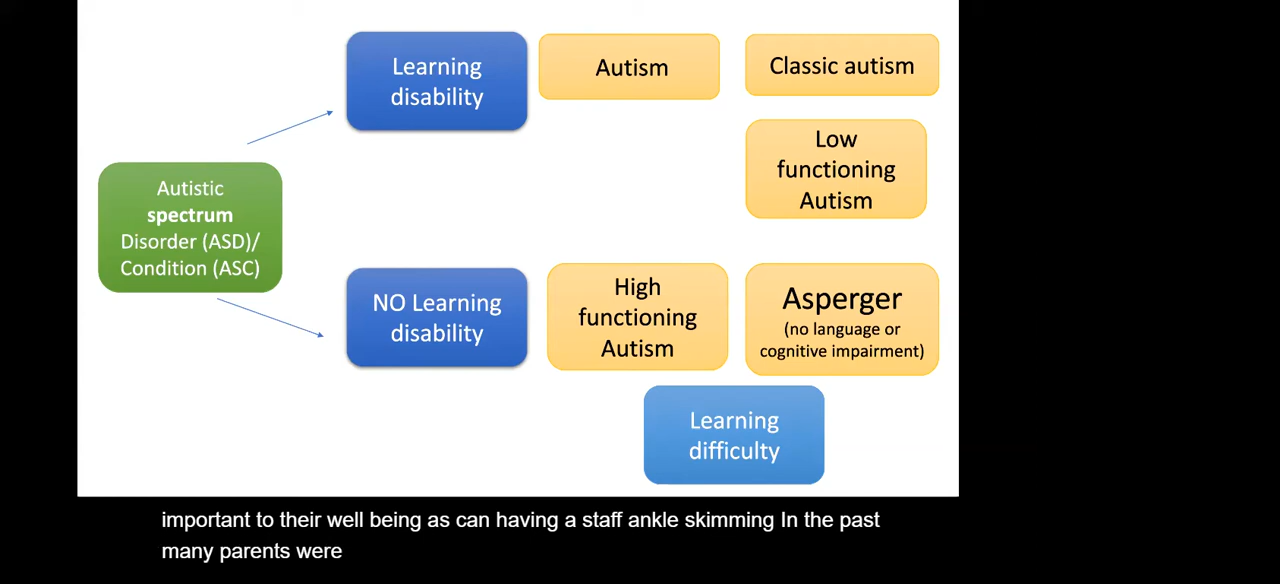 Learning
disability
Autism
Classic autism
Low
functioning
Autism
Autistic
spectrum
Disorder (ASD)/
Condition (ASC)
NO Learning
disability
High
functioning
Autism
Asperger
(no language or
cognitive impairment)
Learning
difficulty
important to their well being as can having a staff ankle skimming In the past
many parents were